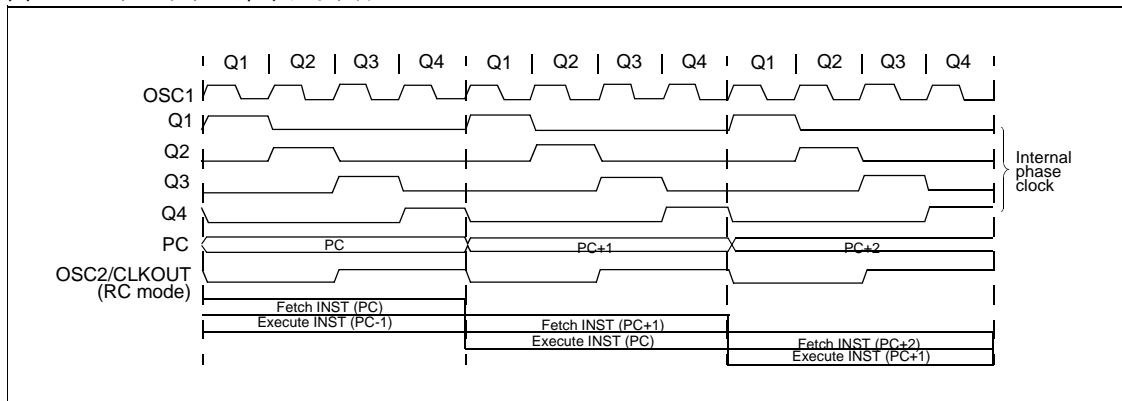 Q1 Q2 Q3 Q4 Q1 Q2 Q3 Q4 Q1 Q2 Q3 Q4
OSC1
Q1
Q2
Q3
Q4
Internal
phase
clock
PC PC PC+1 PC+2
OSC2/CLKOUT
(RC mode)
Fetch INST (PC)
Execute INST (PC-1) Fetch INST (PC+1)
Execute INST (PC) Fetch INST (PC+2)
Execute INST (PC+1)